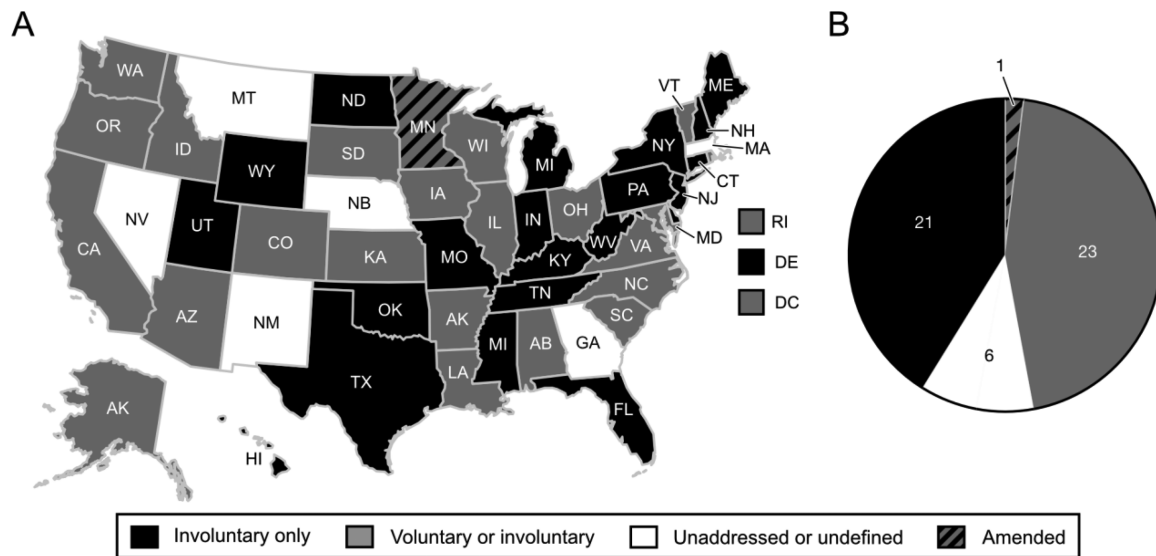 A
B
WA
MT
ND
MN
VT
ME
1
OR
ID
SD
WI
MI
NY
NH
MA
WY
IA
PA
CT
NJ
NV
NB
IL
IN
OH
21
CA
UT
CO
KA
MO
WV
VA
MD
RI
23
KY
DE
AZ
NM
OK
AK
TN
NC
SC
DC
TX
LA
MI
AB
GA
6
AK
HI
FL
Involuntary only
Voluntary or involuntary
Unaddressed or undefined
Amended